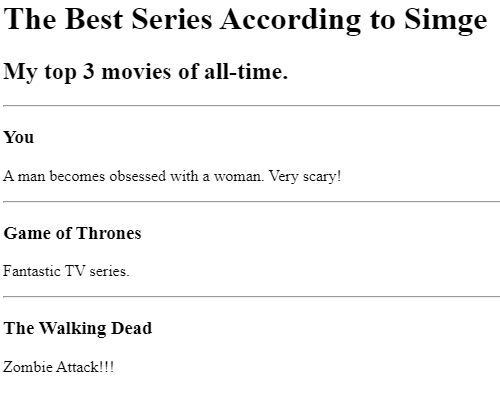 The Best Series According to Simge
My top 3 movies of all-time.
You
A man becomes obsessed with a woman. Very scary!
Game of Thrones
Fantastic TV series.
The Walking Dead
Zombie Attack!!!